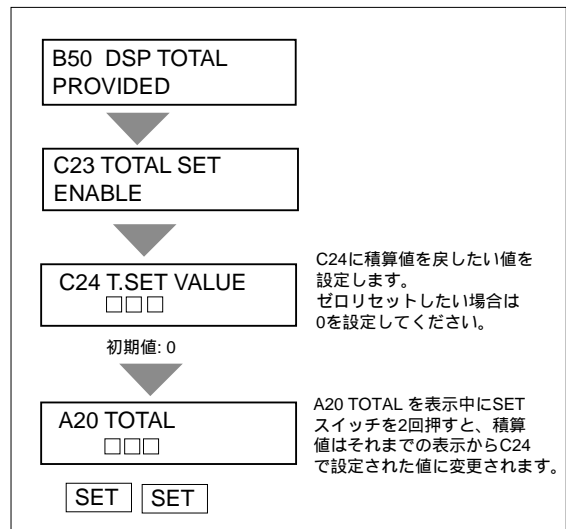 B50 DSP TOTAL
PROVIDED
C23 TOTAL SET
ENABLE
C24 T.SET VALUE
□□□
初期値: 0
C24に積算値を戻したい値を
設定します。
ゼロリセットしたい場合は
0を設定してください。
A20 TOTAL
□□□
SET SET
A20 TOTAL を表示中にSET
スイッチを2回押すと、積算
値はそれまでの表示からC24
で設定された値に変更されます。